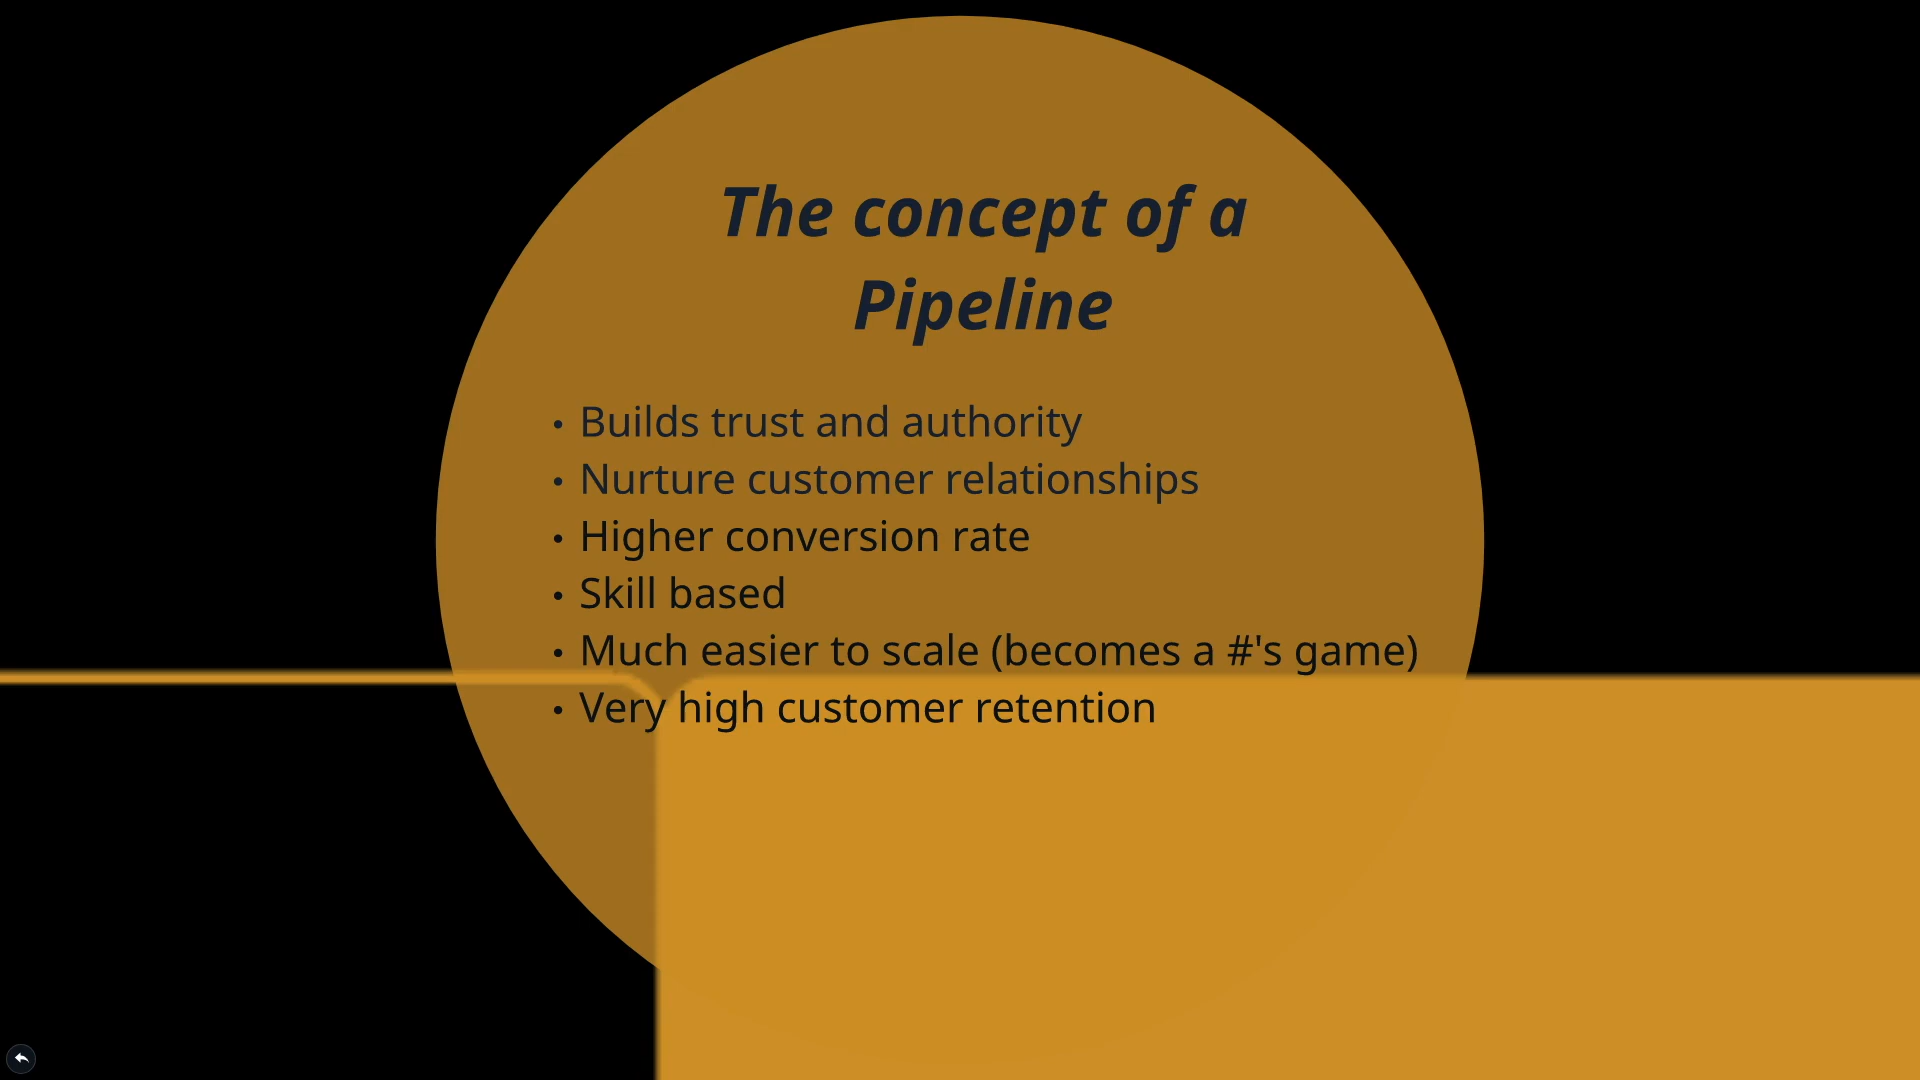 The concept of a
Pipeline
• Builds trust and authority
• Nurture customer relationships
• Higher conversion rate
• Skill based
• Much easier to scale (becomes a #'s game)
• Very high customer retention